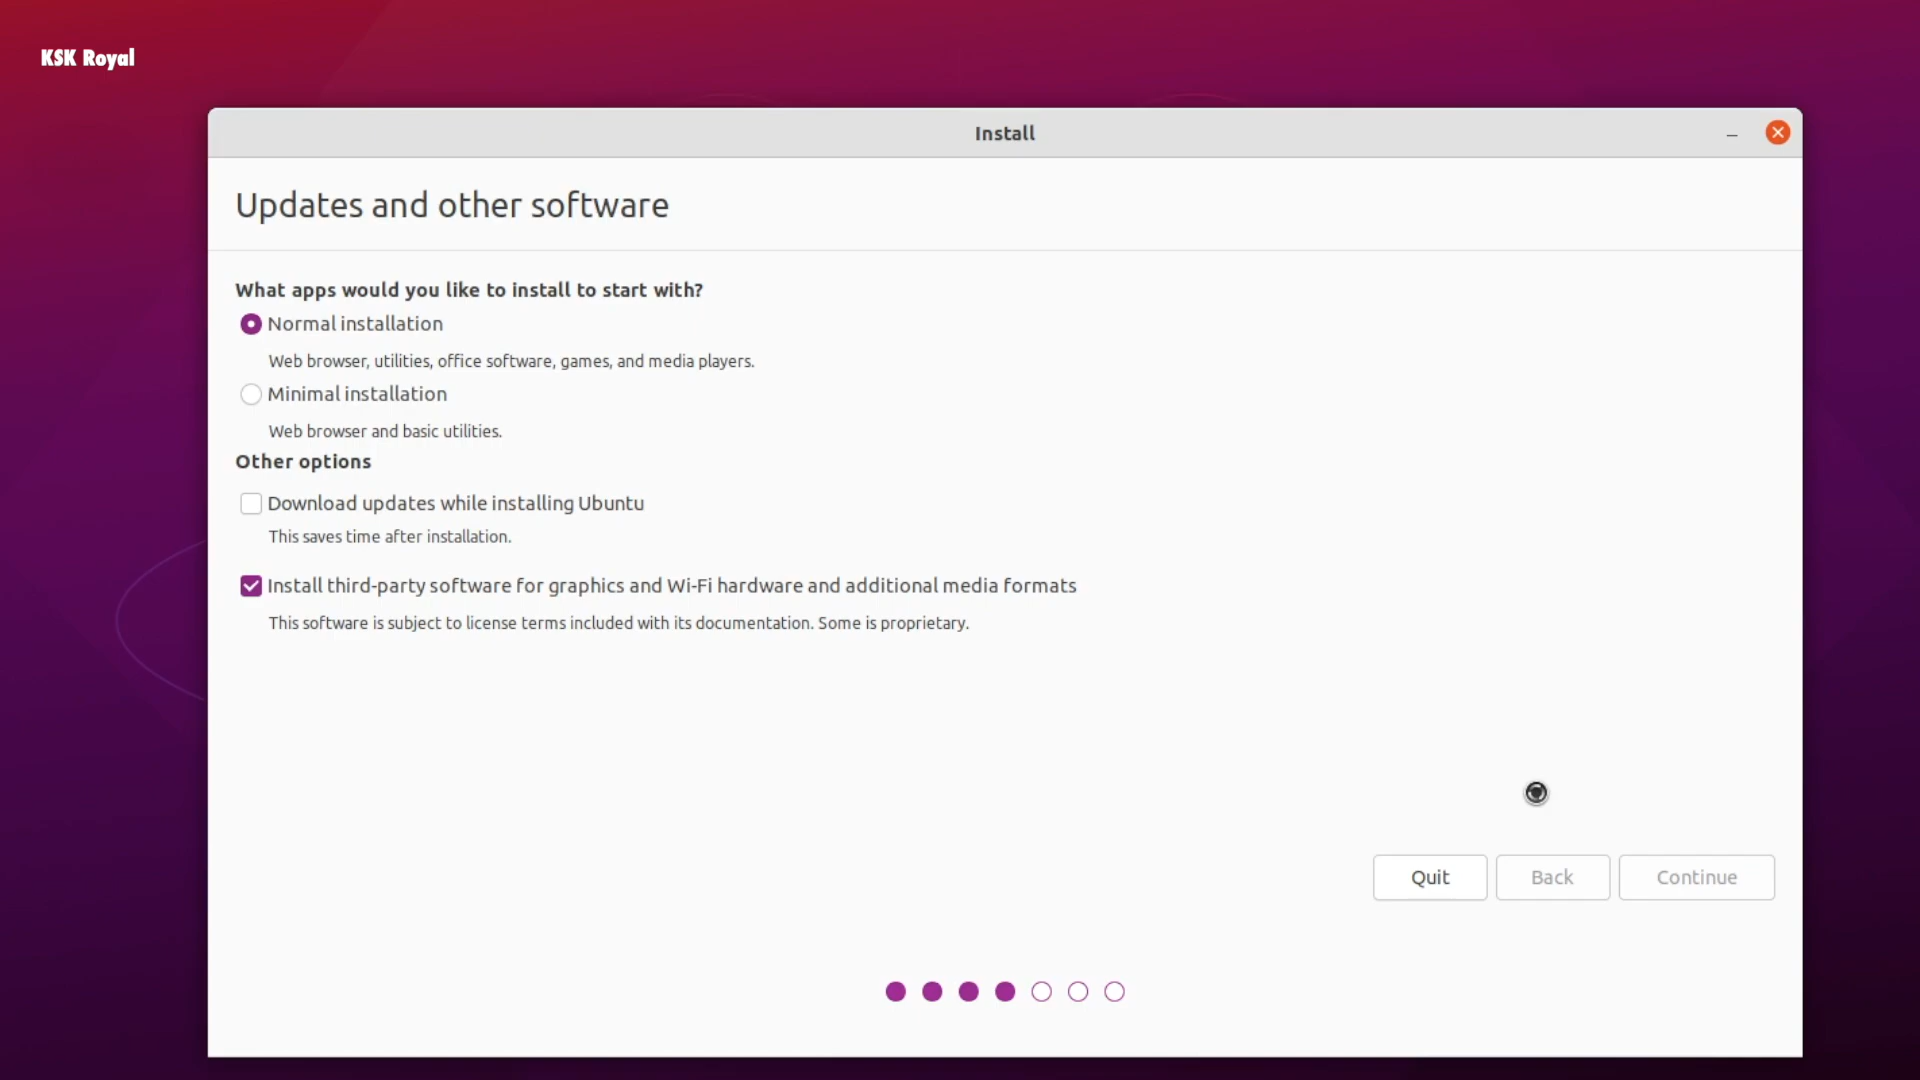 KSK Royal
Install
Updates and other software
What apps would you like to install to start with?
Normal installation
Web browser, utilities, office software, games, and media players.
Minimal installation
Web browser and basic utilities.
Other options
Download updates while installing Ubuntu
This saves time after installation.
Install third-party software for graphics and Wi-Fi hardware and additional media formats
This software is subject to license terms included with its documentation. Some is proprietary.
Quit
Back
Continue